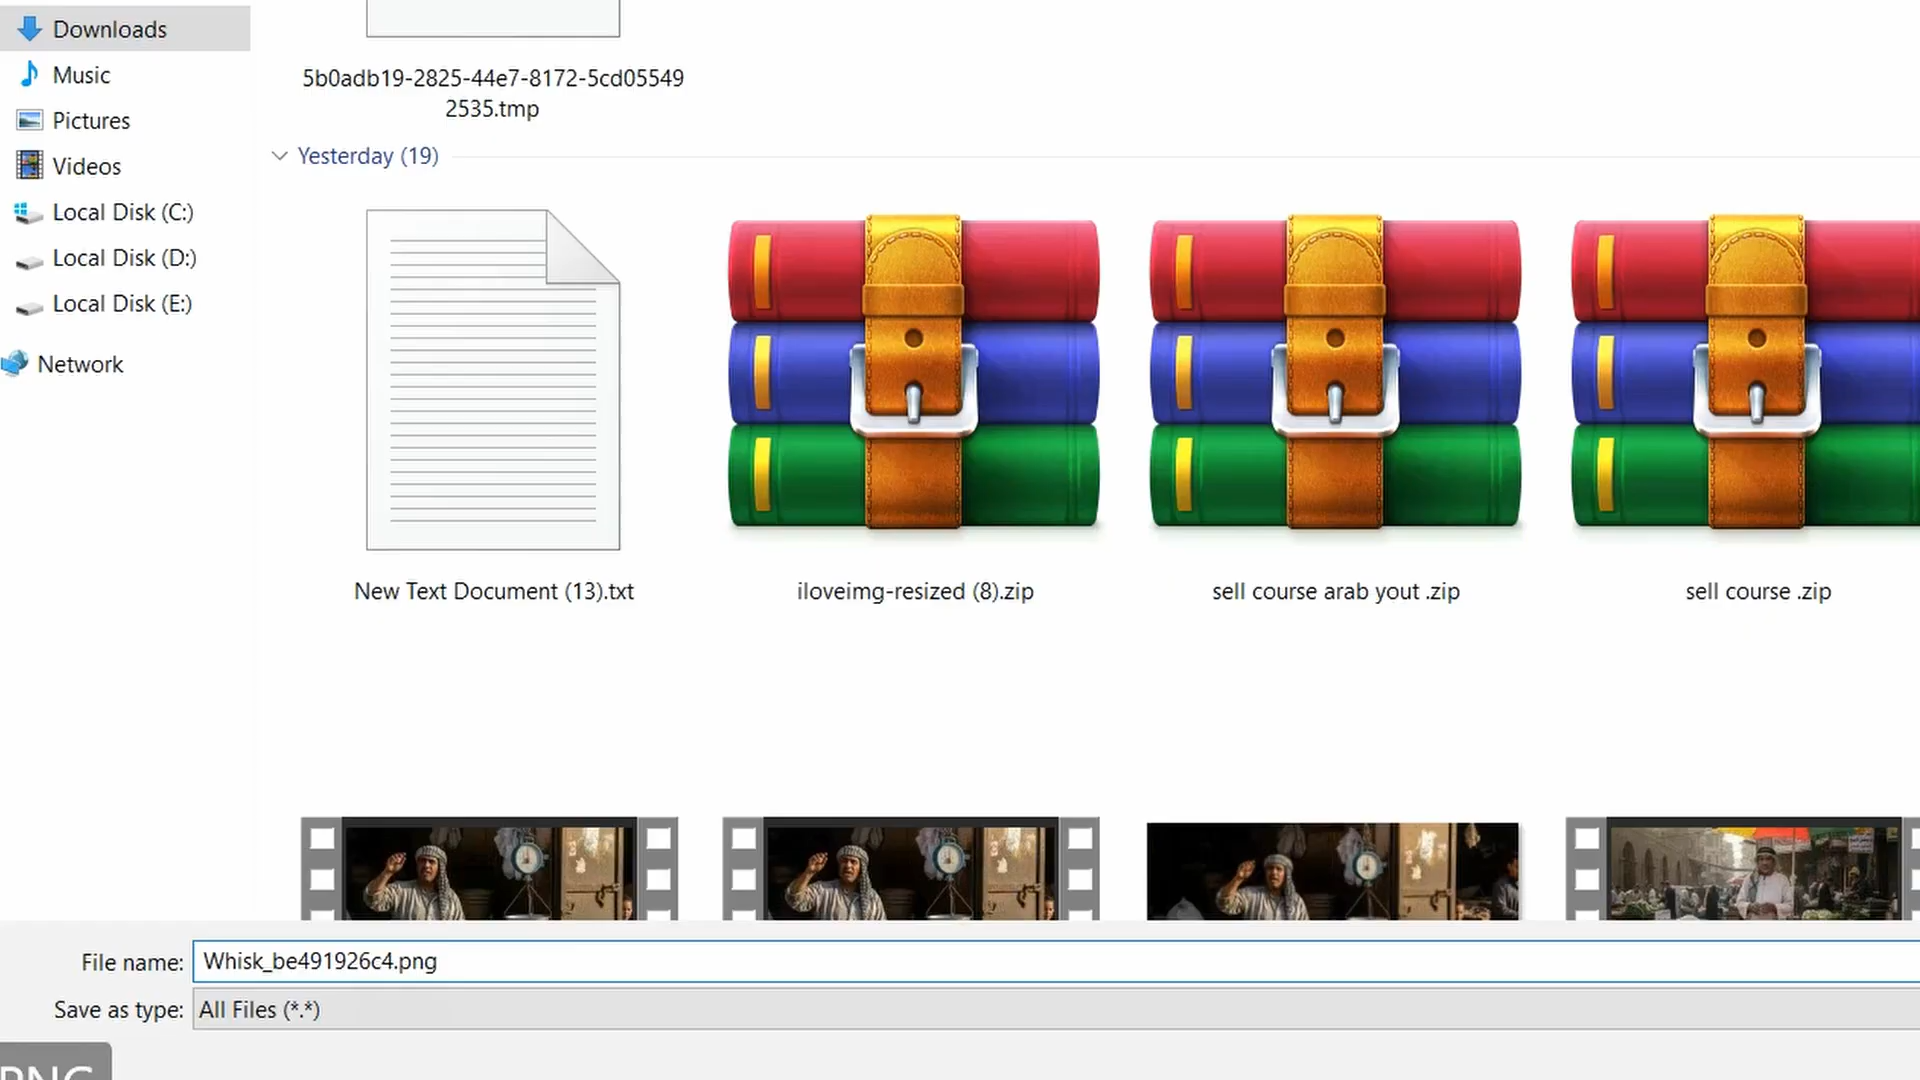 Downloads
Music
Pictures
Videos
Local Disk (C:)
Local Disk (D:)
Local Disk (E:)
Network
5b0adb19-2825-44e7-8172-5cd05549
2535.tmp
Yesterday (19)
New Text Document (13).txt
iloveimg-resized (8).zip
sell course arab yout .zip
sell course .zip
File name: Whisk_be491926c4.png
Save as type: All Files (*.*)
PNG